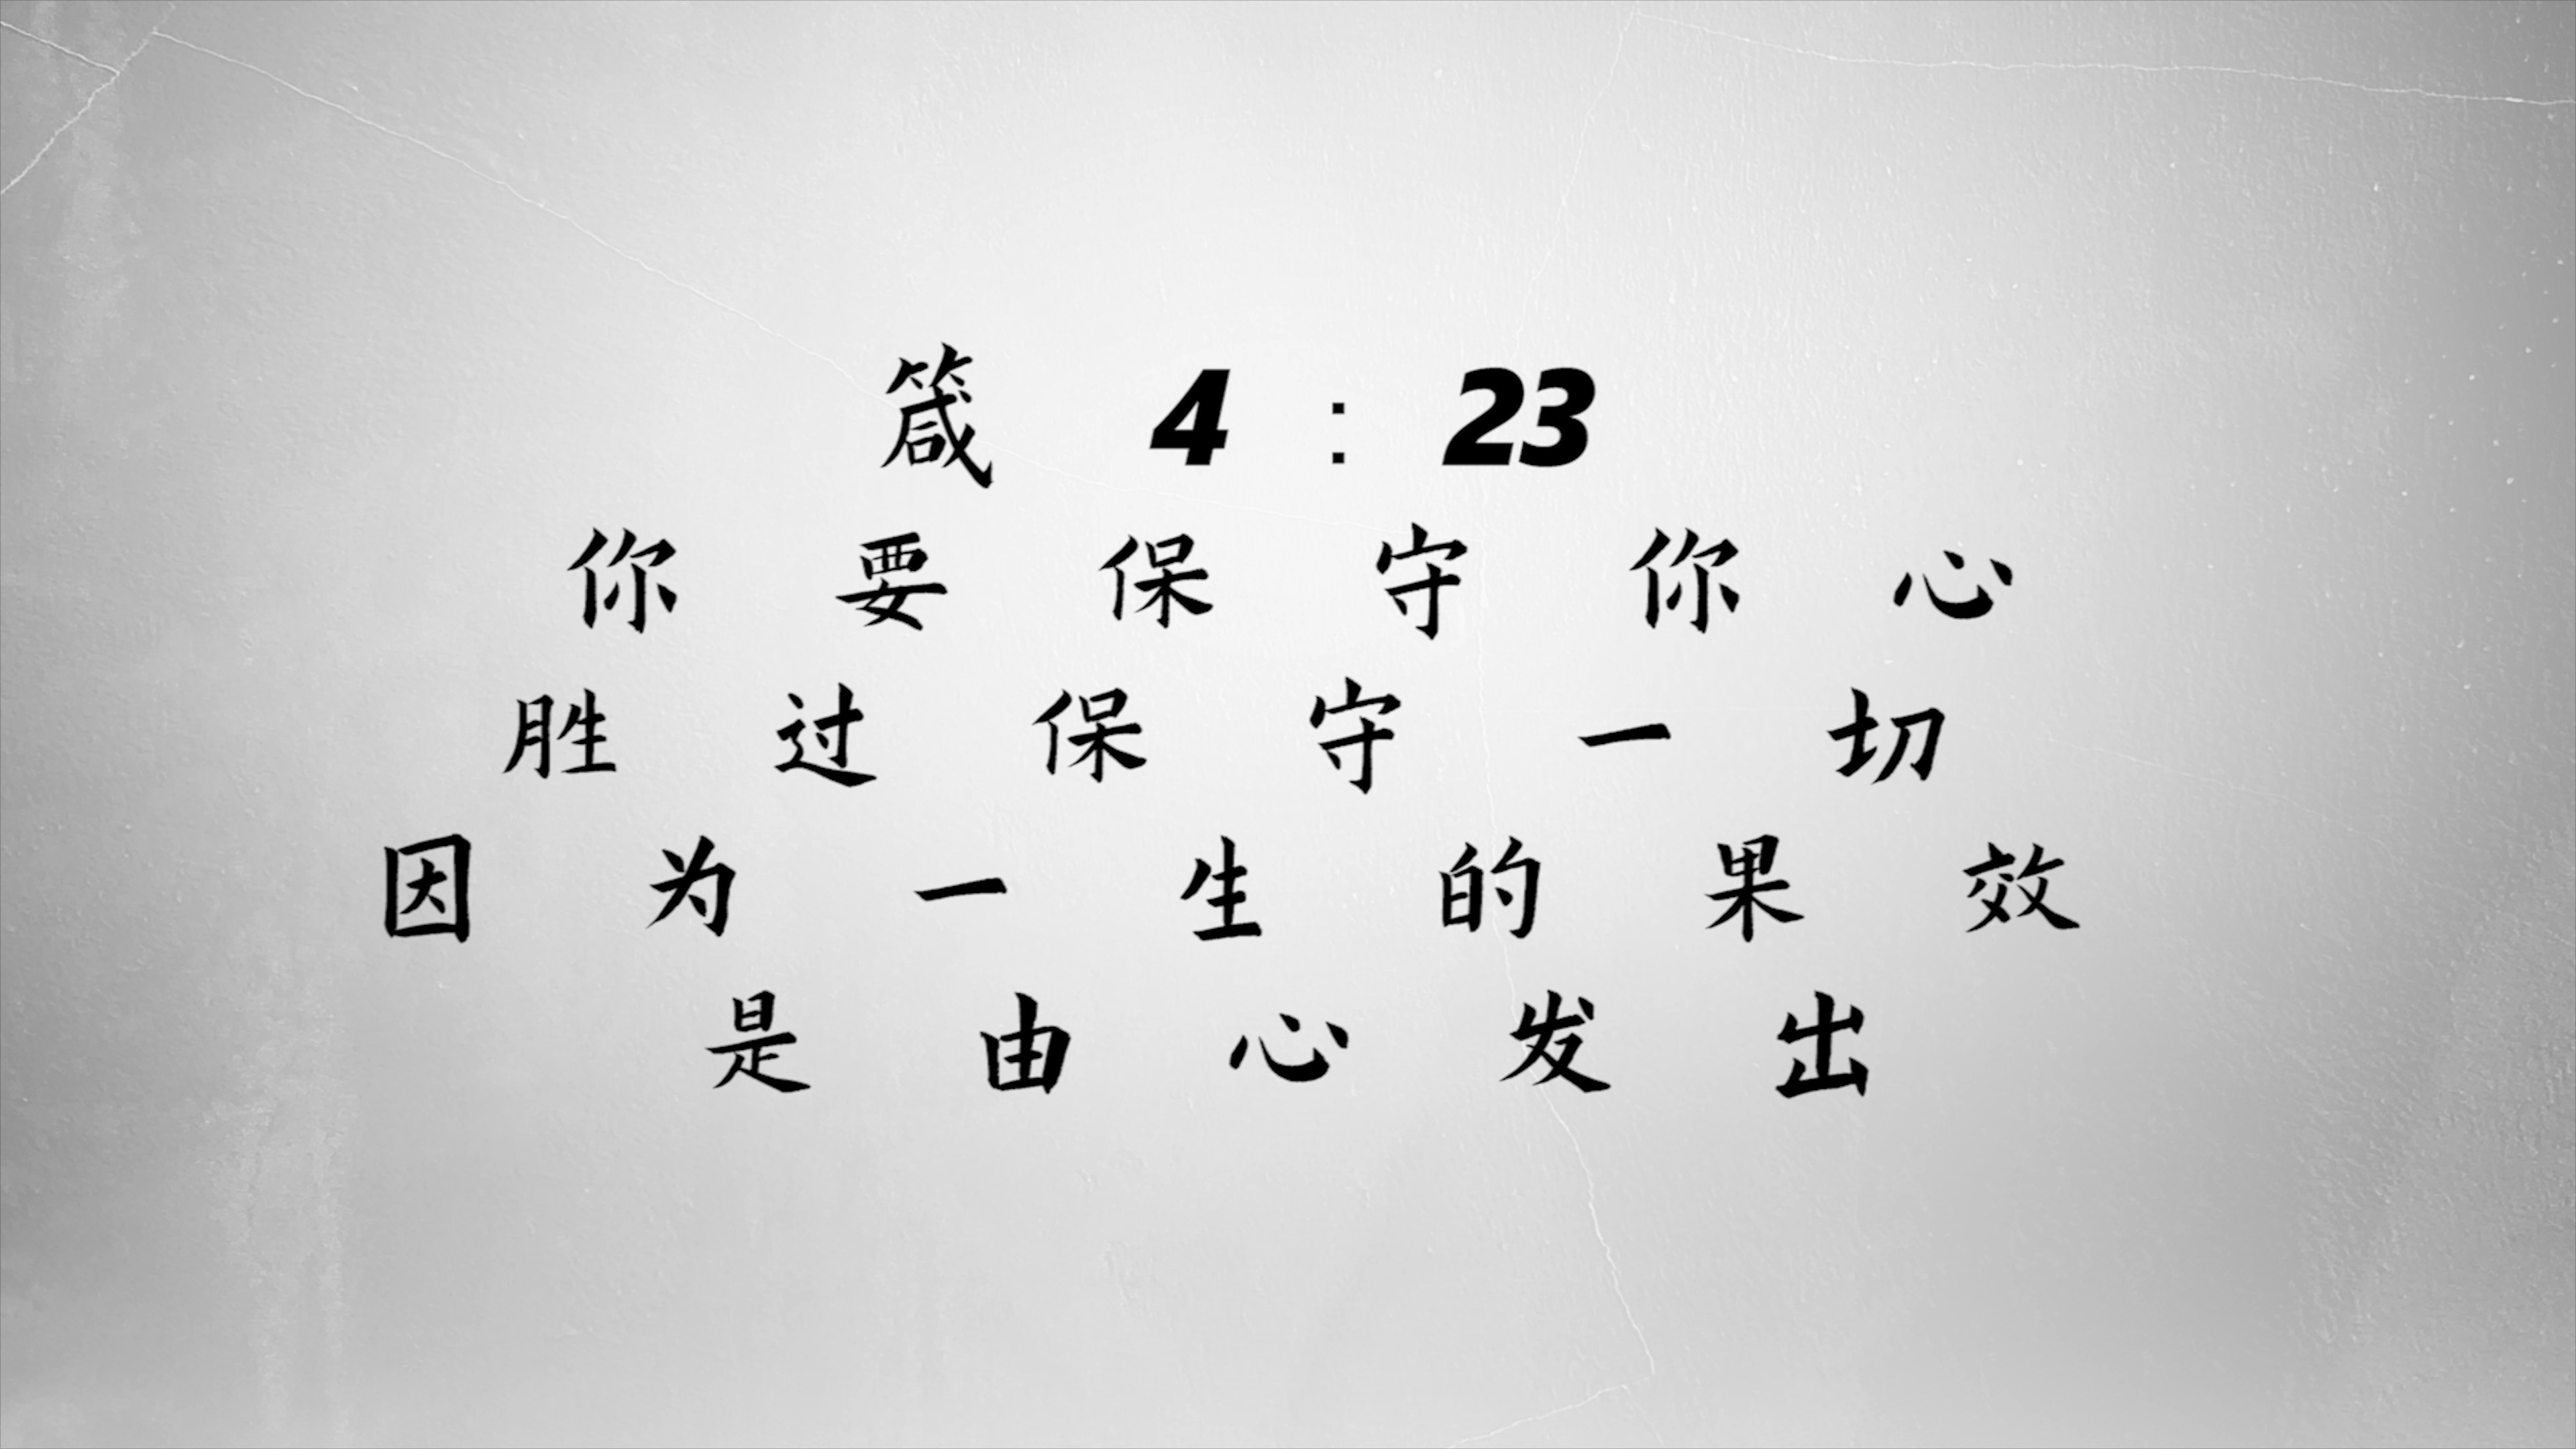 箴 4 : 23
你 要 保 守 你 心
胜 过 保 守 一 切
因 为 一 生 的 果 效
是 由 心 发 出